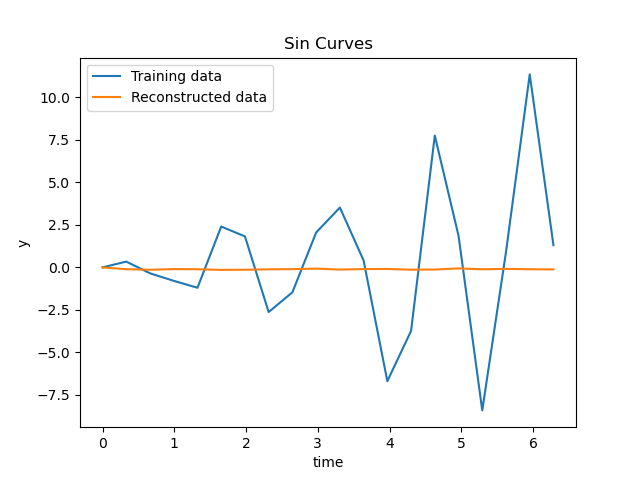 Sin Curves
Training data
Reconstructed data
10.0
7.5
5.0
2.5
0.0
−2.5
−5.0
−7.5
y
0 1 2 3 4 5 6
time